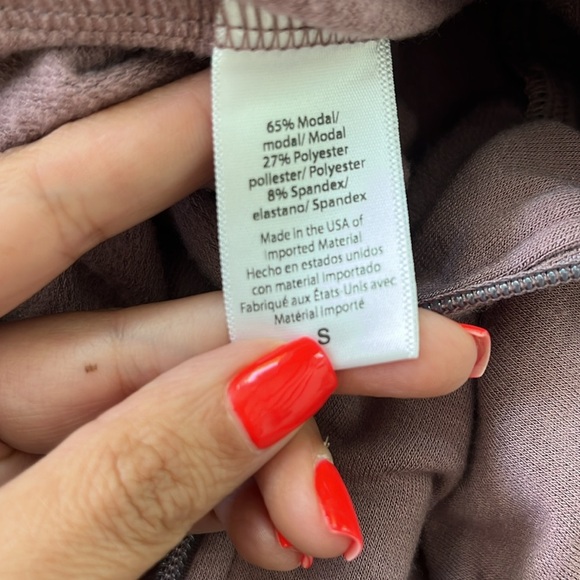 65% Modal/
modal/ Modal
27% Polyester
poliester/ Polyester
8% Spandex/
elastano/ Spandex
Made in the USA of
Imported Material
Hecho en estados unidos
con material importado
Fabriqué aux États-Unis avec
Matérial Importé
S